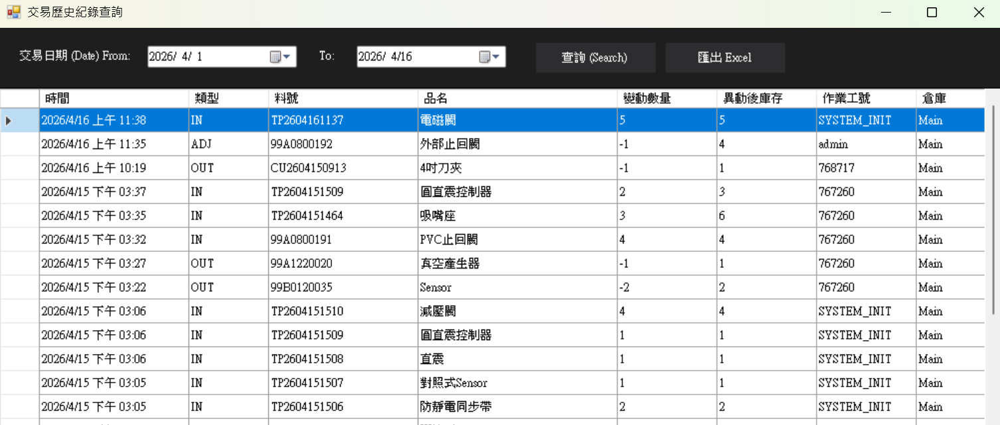 交易歷史紀錄查詢
交易日期 (Date) From: 2026/ 4/ 1 To: 2026/ 4/16 查詢 (Search) 匯出 Excel
時間 類型 料號 品名 變動數量 異動後庫存 作業工號 倉庫
2026/4/16 上午 11:38 IN TP2604161137 電磁閥 5 5 SYSTEM_INIT Main
2026/4/16 上午 11:35 ADJ 99A0800192 外部止回閥 -1 4 admin Main
2026/4/16 上午 10:19 OUT CU2604150913 4吋刀夾 -1 1 768717 Main
2026/4/15 下午 03:37 IN TP2604151509 圓直震控制器 2 3 767260 Main
2026/4/15 下午 03:35 IN TP2604151464 吸嘴座 3 6 767260 Main
2026/4/15 下午 03:32 IN 99A0800191 PVC止回閥 4 4 767260 Main
2026/4/15 下午 03:27 OUT 99A1220020 真空產生器 -1 1 767260 Main
2026/4/15 下午 03:22 OUT 99B0120035 Sensor -2 2 767260 Main
2026/4/15 下午 03:06 IN TP2604151510 減壓閥 4 4 SYSTEM_INIT Main
2026/4/15 下午 03:06 IN TP2604151509 圓直震控制器 1 1 SYSTEM_INIT Main
2026/4/15 下午 03:06 IN TP2604151508 直震 1 1 SYSTEM_INIT Main
2026/4/15 下午 03:05 IN TP2604151507 對照式Sensor 1 1 SYSTEM_INIT Main
2026/4/15 下午 03:05 IN TP2604151506 防靜電同步帶 2 2 SYSTEM_INIT Main